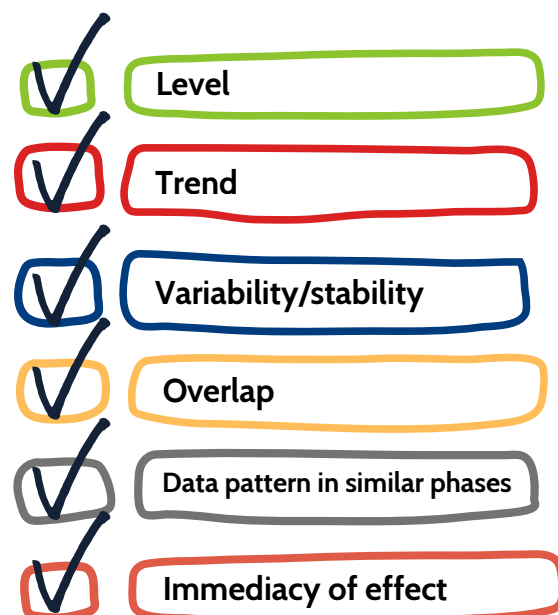 Level
Trend
Variability/stability
Overlap
Data pattern in similar phases
Immediacy of effect